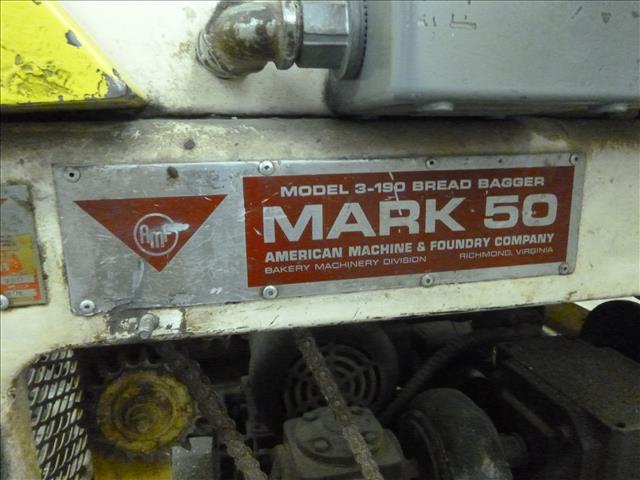 AMF
MODEL 3-190 BREAD BAGGER
MARK 50
AMERICAN MACHINE & FOUNDRY COMPANY
BAKERY MACHINERY DIVISION RICHMOND, VIRGINIA